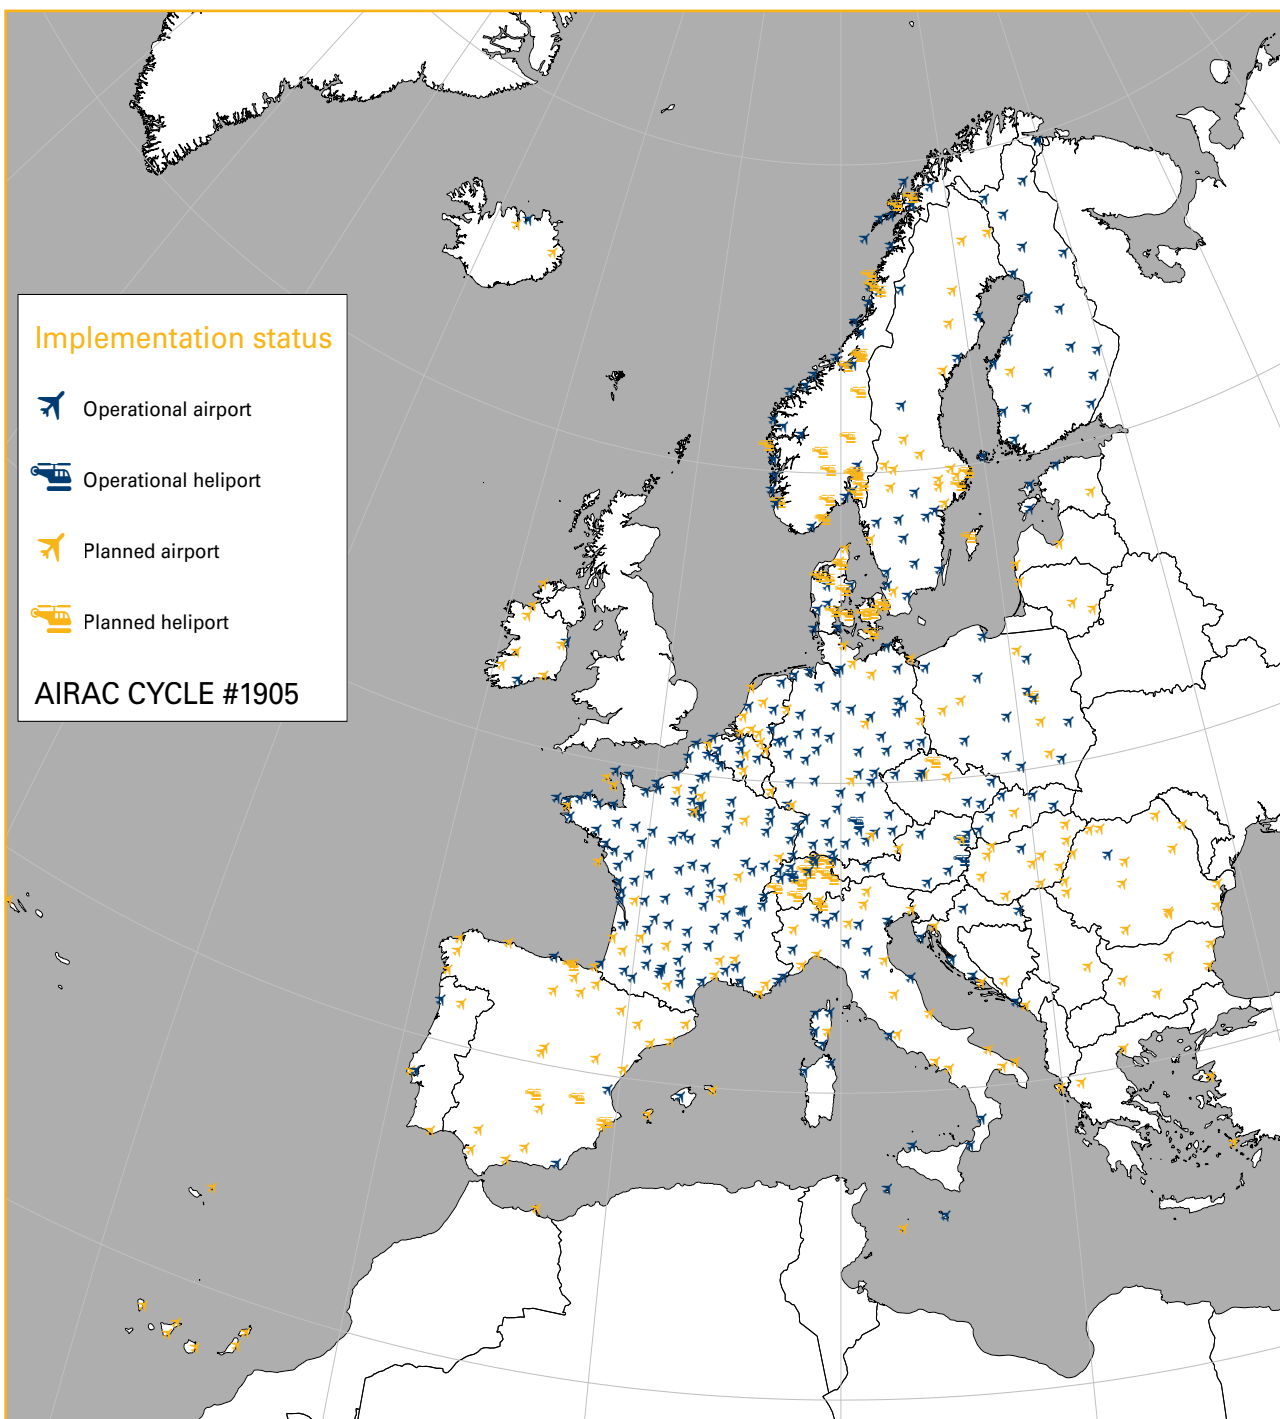 Implementation status
Operational airport
Operational heliport
Planned airport
Planned heliport
AIRAC CYCLE #1905